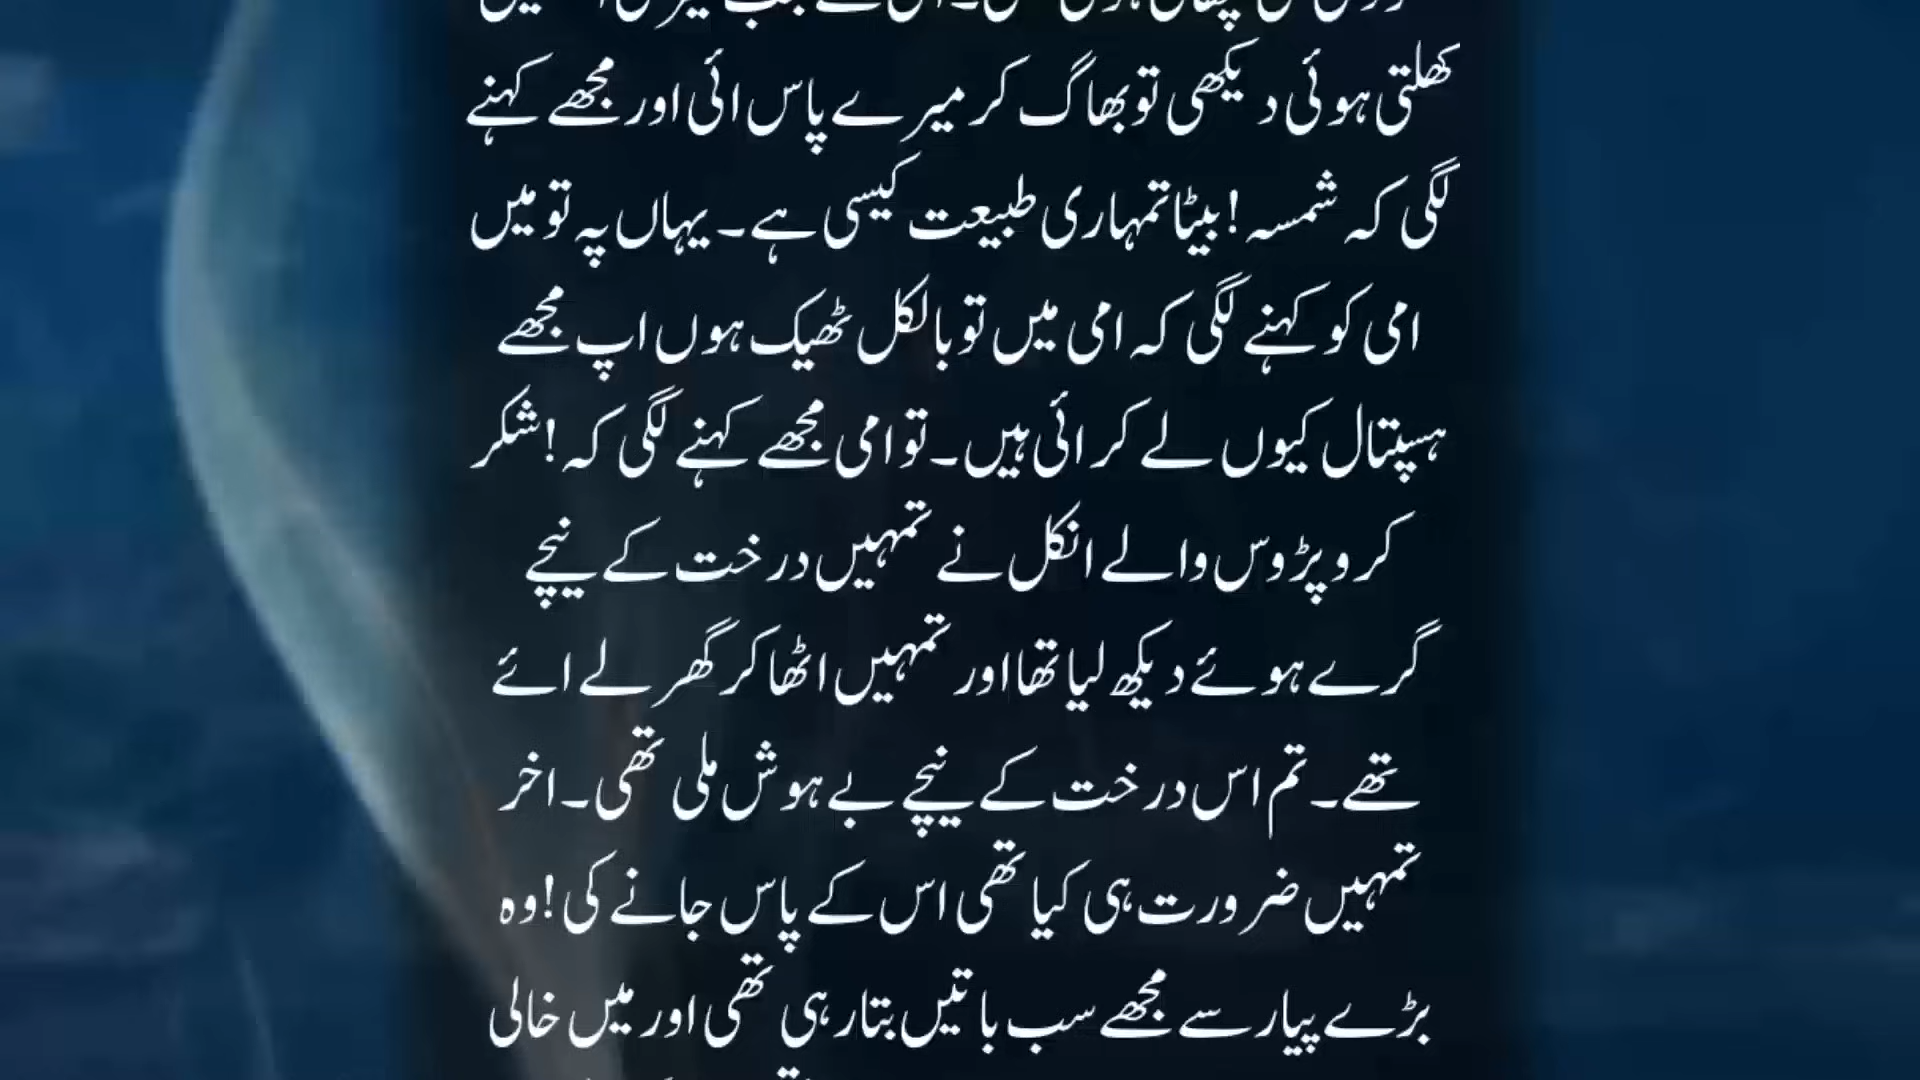 کھلتی ہوئی دیکھی تو بھاگ کر میرے پاس ائی اور مجھے کہنے
لگی کہ شمسہ! بیٹا تمہاری طبیعت کیسی ہے۔ یہاں پہ تو میں
امی کو کہنے لگی کہ امی میں تو بالکل ٹھیک ہوں اپ مجھے
ہسپتال کیوں لے کر ائی ہیں۔ تو امی مجھے کہنے لگی کہ! شکر
کرو پڑوس والے انکل نے تمہیں درخت کے نیچے
گرے ہوئے دیکھ لیا تھا اور تمہیں اٹھا کر گھر لے ائے
تھے۔ تم اس درخت کے نیچے بے ہوش ملی تھی۔ اخر
تمہیں ضرورت ہی کیا تھی اس کے پاس جانے کی! وہ
بڑے پیار سے مجھے سب باتیں بتا رہی تھی اور میں خالی